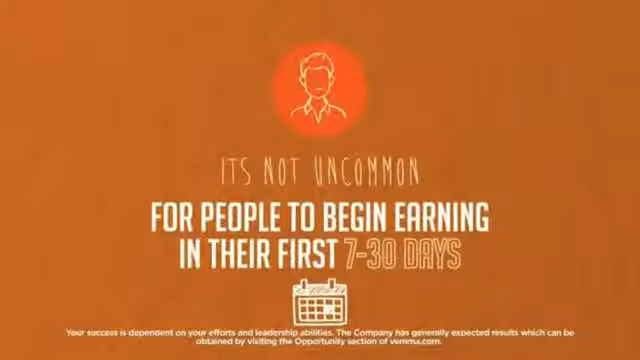 ITS NOT UNCOMMON
FOR PEOPLE TO BEGIN EARNING
IN THEIR FIRST 7-30 DAYS
Your success is dependent on your efforts and leadership abilities. The Company has generally expected results which can be
obtained by visiting the Opportunity section of vemma.com.